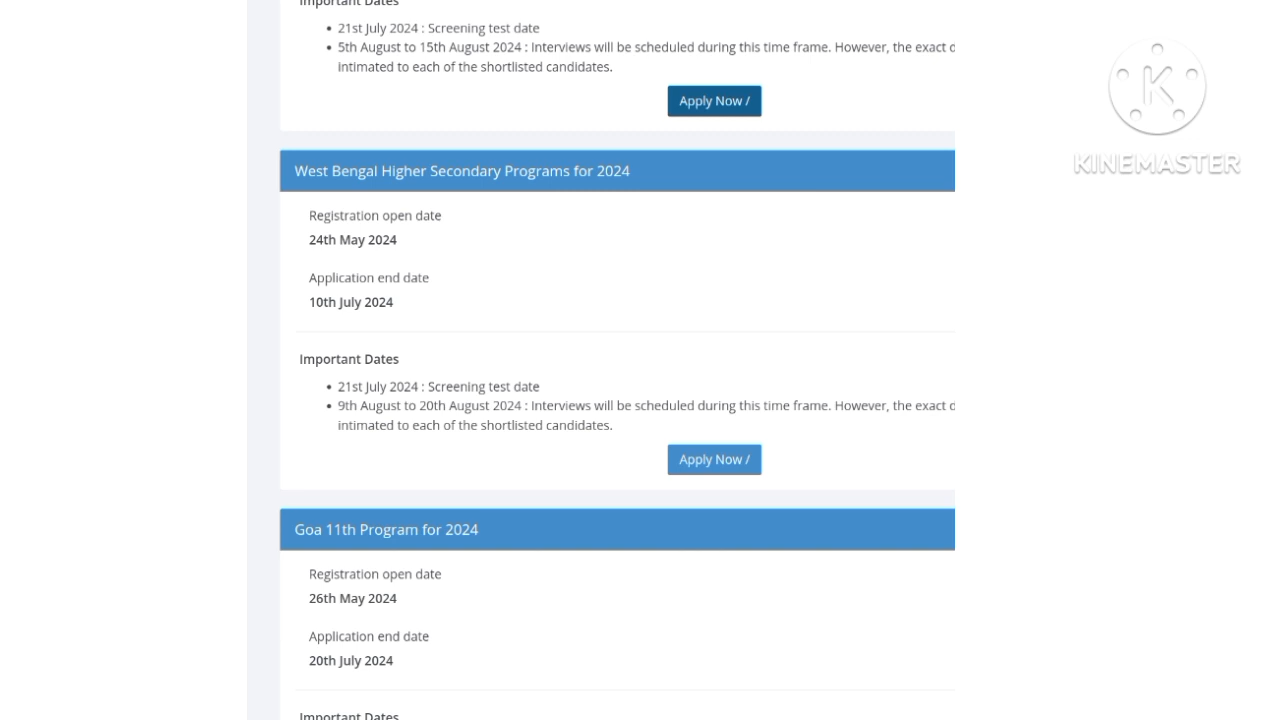 Important Dates
• 21st July 2024 : Screening test date
• 5th August to 15th August 2024 : Interviews will be scheduled during this time frame. However, the exact
intimated to each of the shortlisted candidates.
Apply Now /
K
KINEMASTER
West Bengal Higher Secondary Programs for 2024
Registration open date
24th May 2024
Application end date
10th July 2024
Important Dates
• 21st July 2024 : Screening test date
• 9th August to 20th August 2024 : Interviews will be scheduled during this time frame. However, the exact
intimated to each of the shortlisted candidates.
Apply Now /
Goa 11th Program for 2024
Registration open date
26th May 2024
Application end date
20th July 2024
Important Dates